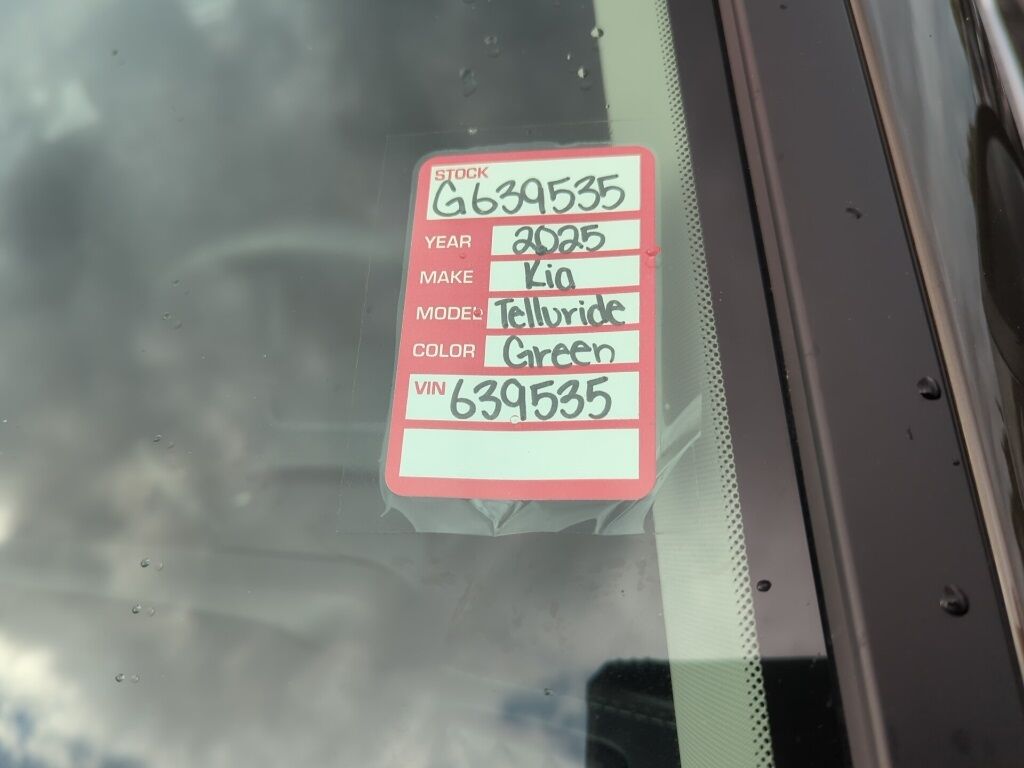 STOCK
G639535
YEAR 2025
MAKE Kia
MODEL Telluride
COLOR Green
VIN 639535